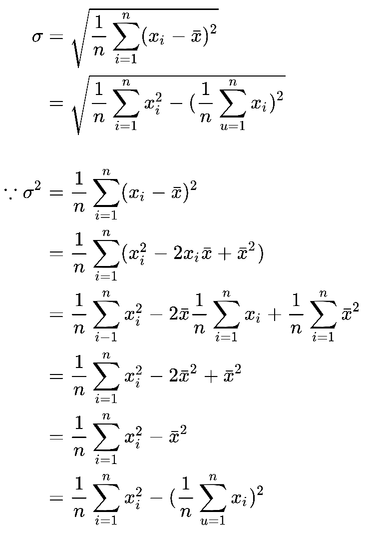 σ = √(1/n ∑_{i=1}^{n} (x_i − x̄)²)
= √(1/n ∑_{i=1}^{n} x_i² − (1/n ∑_{u=1}^{n} x_i)²)
∵ σ² = 1/n ∑_{i=1}^{n} (x_i − x̄)²
= 1/n ∑_{i=1}^{n} (x_i² − 2x_i x̄ + x̄²)
= 1/n ∑_{i−1}^{n} x_i² − 2x̄ 1/n ∑_{i=1}^{n} x_i + 1/n ∑_{i=1}^{n} x̄²
= 1/n ∑_{i=1}^{n} x_i² − 2x̄² + x̄²
= 1/n ∑_{i=1}^{n} x_i² − x̄²
= 1/n ∑_{i=1}^{n} x_i² − (1/n ∑_{u=1}^{n} x_i)²